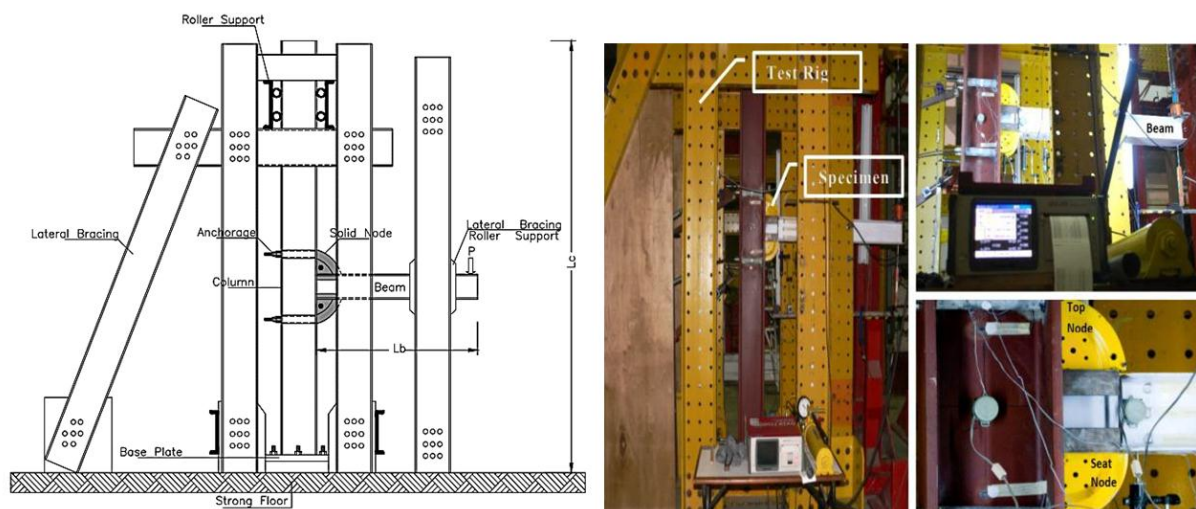 Roller Support
Lateral Bracing
Anchorage
Solid Node
Column
Beam
Lateral Bracing
Roller Support
P
Lc
Lb
Base Plate
Strong Floor
Test Rig
Specimen
Beam
Top
Node
Seat
Node